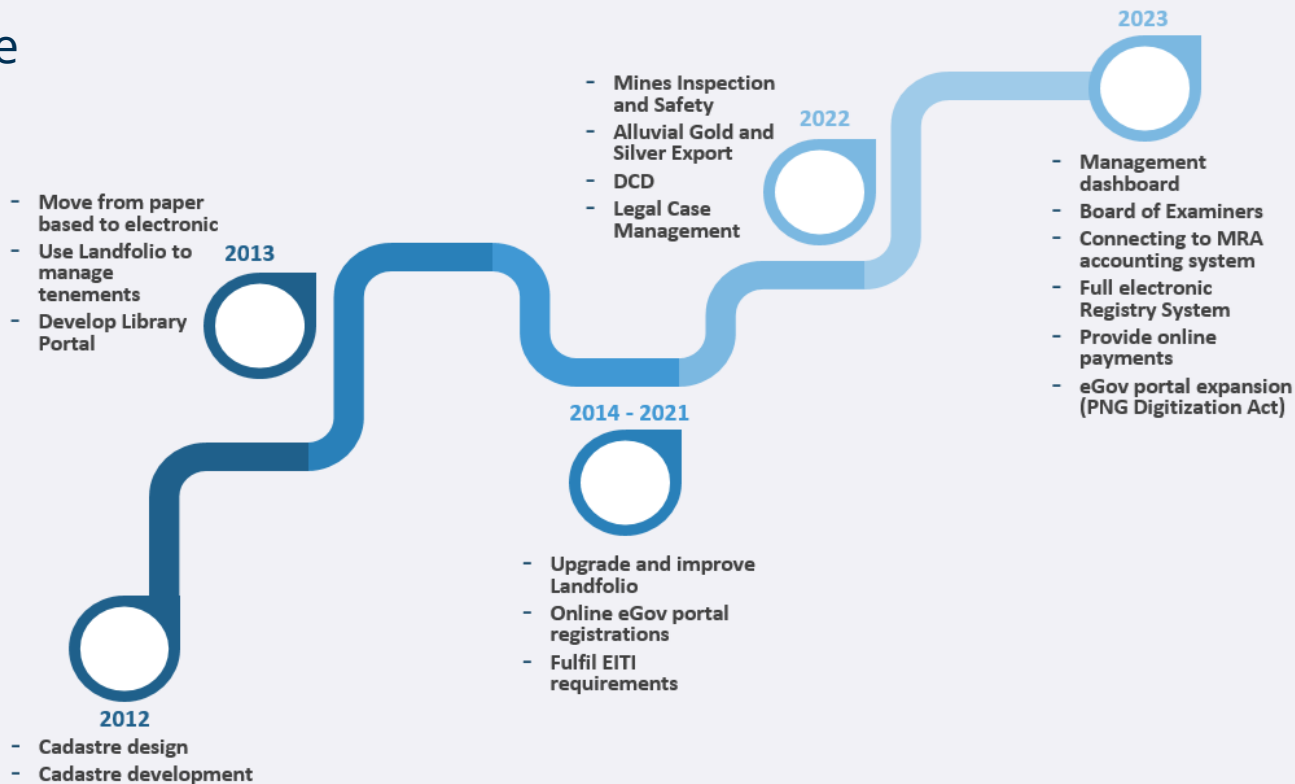 2023
- Mines Inspection
and Safety
- Alluvial Gold and
Silver Export
- DCD
- Legal Case
Management
2022
- Management
dashboard
- Board of Examiners
- Connecting to MRA
accounting system
- Full electronic
Registry System
- Provide online
payments
- eGov portal expansion
(PNG Digitization Act)
- Move from paper
based to electronic
- Use Landfolio to
manage
tenements
- Develop Library
Portal
2013
2014 - 2021
- Upgrade and improve
Landfolio
- Online eGov portal
registrations
- Fulfil EITI
requirements
2012
- Cadastre design
- Cadastre development